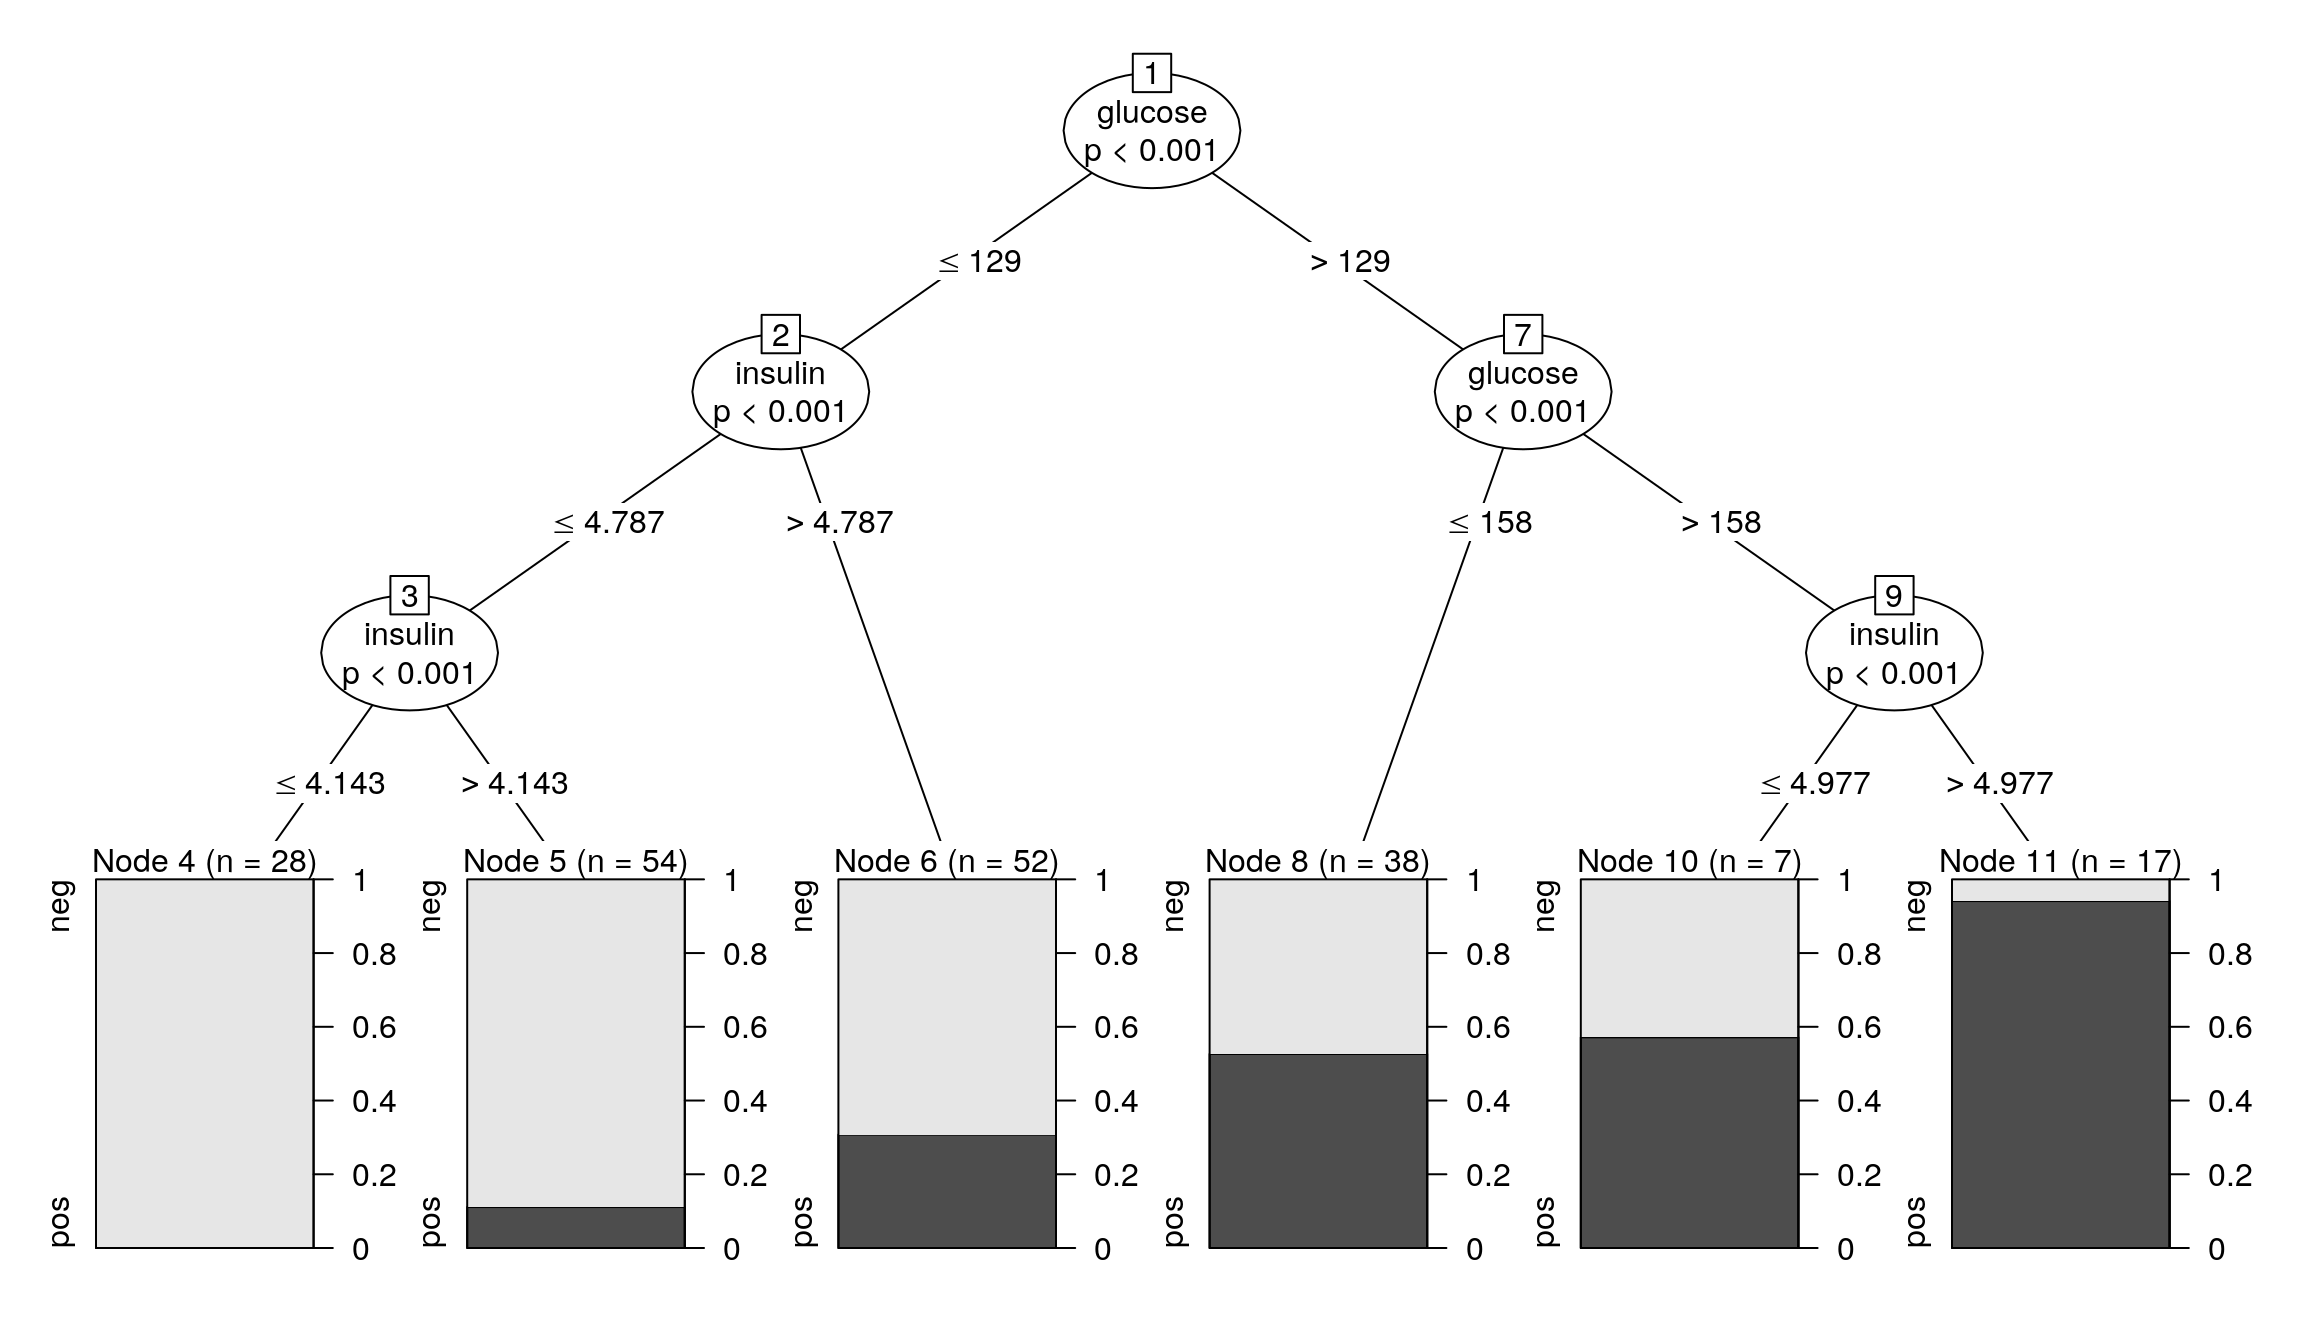 1
glucose
p < 0.001
≤ 129
> 129
2
insulin
p < 0.001
7
glucose
p < 0.001
≤ 4.787
> 4.787
≤ 158
> 158
3
insulin
p < 0.001
9
insulin
p < 0.001
≤ 4.143
> 4.143
≤ 4.977
> 4.977
Node 4 (n = 28)
neg
pos
1
0.8
0.6
0.4
0.2
0
Node 5 (n = 54)
neg
pos
1
0.8
0.6
0.4
0.2
0
Node 6 (n = 52)
neg
pos
1
0.8
0.6
0.4
0.2
0
Node 8 (n = 38)
neg
pos
1
0.8
0.6
0.4
0.2
0
Node 10 (n = 7)
neg
pos
1
0.8
0.6
0.4
0.2
0
Node 11 (n = 17)
neg
pos
1
0.8
0.6
0.4
0.2
0